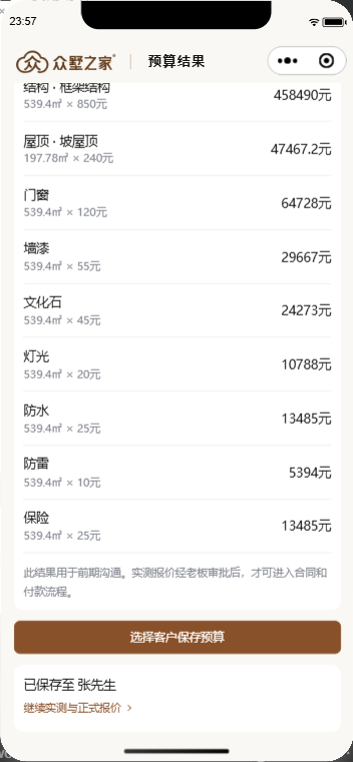 23:57
众墅之家
预算结果
结构 · 框架结构
539.4㎡ × 850元
458490元
屋顶 · 坡屋顶
197.78㎡ × 240元
47467.2元
门窗
539.4㎡ × 120元
64728元
墙漆
539.4㎡ × 55元
29667元
文化石
539.4㎡ × 45元
24273元
灯光
539.4㎡ × 20元
10788元
防水
539.4㎡ × 25元
13485元
防雷
539.4㎡ × 10元
5394元
保险
539.4㎡ × 25元
13485元
此结果用于前期沟通。实测报价经老板审批后，才可进入合同和
付款流程。
选择客户保存预算
已保存至 张先生
继续实测与正式报价 >